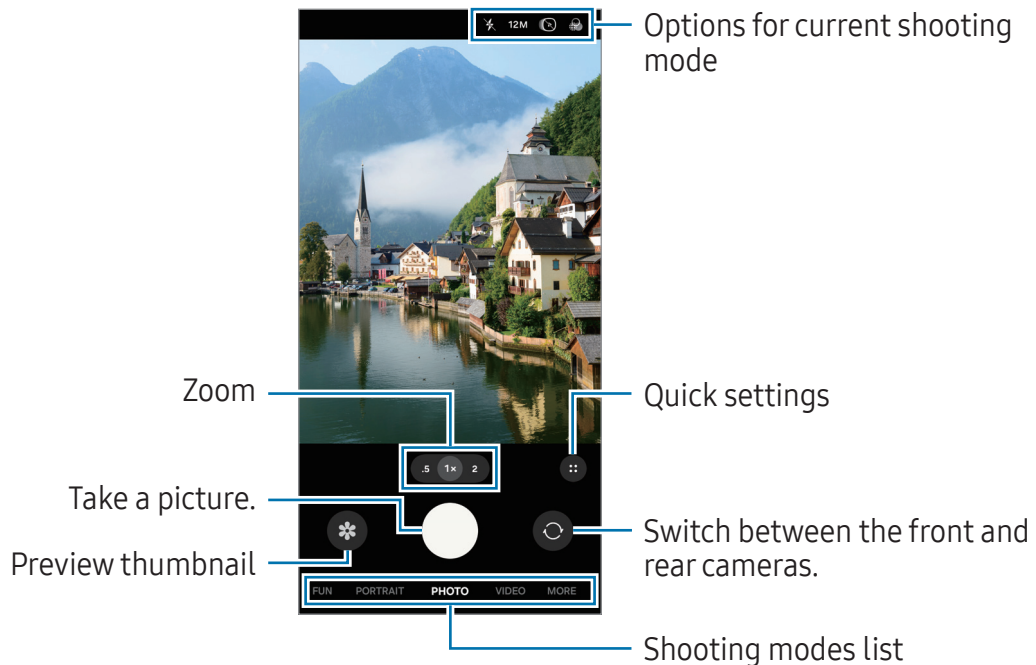 Options for current shooting
mode
12M
Zoom
Quick settings
.5 1× 2
Take a picture.
Switch between the front and
rear cameras.
Preview thumbnail
FUN PORTRAIT PHOTO VIDEO MORE
Shooting modes list